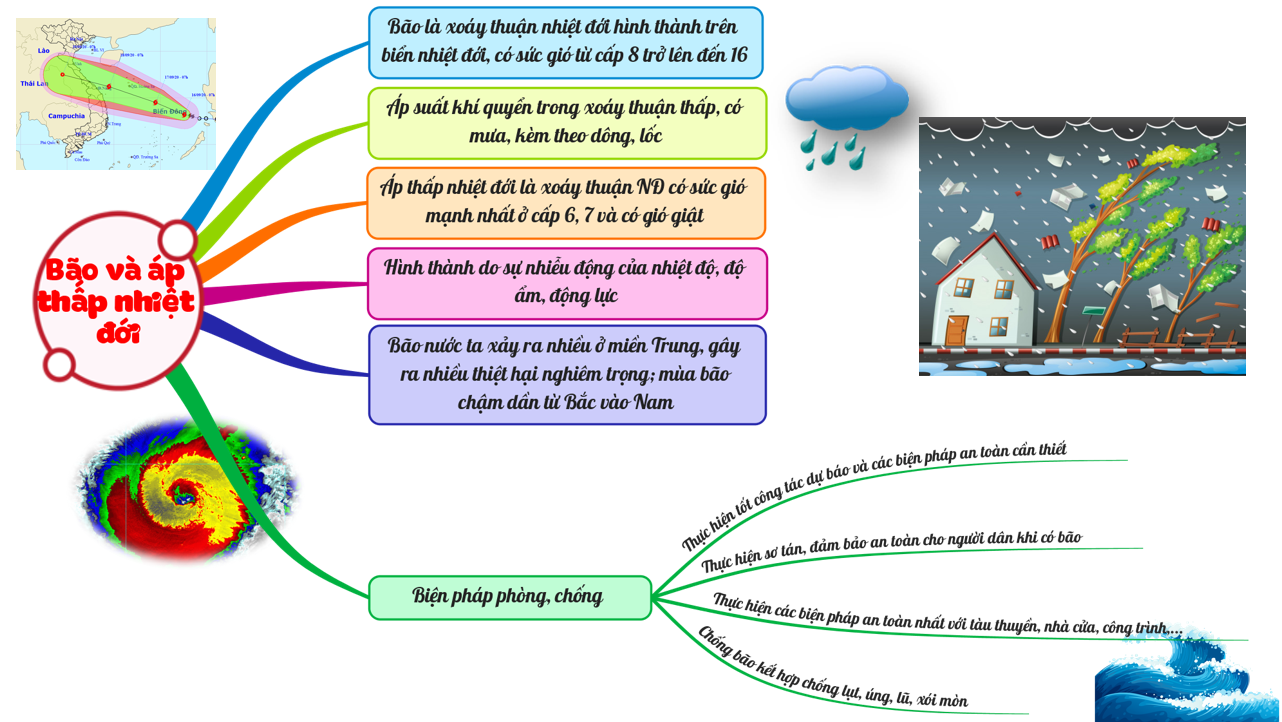 Lào
Thái Lan
Campuchia
Biển Đông
Bão và áp
thấp nhiệt
đới
Bão là xoáy thuận nhiệt đới hình thành trên
biển nhiệt đới, có sức gió từ cấp 8 trở lên đến 16
Áp suất khí quyển trong xoáy thuận thấp, có
mưa, kèm theo dông, lốc
Áp thấp nhiệt đới là xoáy thuận NĐ có sức gió
mạnh nhất ở cấp 6, 7 và có gió giật
Hình thành do sự nhiễu động của nhiệt độ, độ
ẩm, động lực
Bão nước ta xảy ra nhiều ở miền Trung, gây
ra nhiều thiệt hại nghiêm trọng; mùa bão
chậm dần từ Bắc vào Nam
Biện pháp phòng, chống
Thực hiện tốt công tác dự báo và các biện pháp an toàn cần thiết
Thực hiện sơ tán, đảm bảo an toàn cho người dân khi có bão
Thực hiện các biện pháp an toàn nhất với tàu thuyền, nhà cửa, công trình,...
Chống bão kết hợp chống lụt, úng, lũ, xói mòn